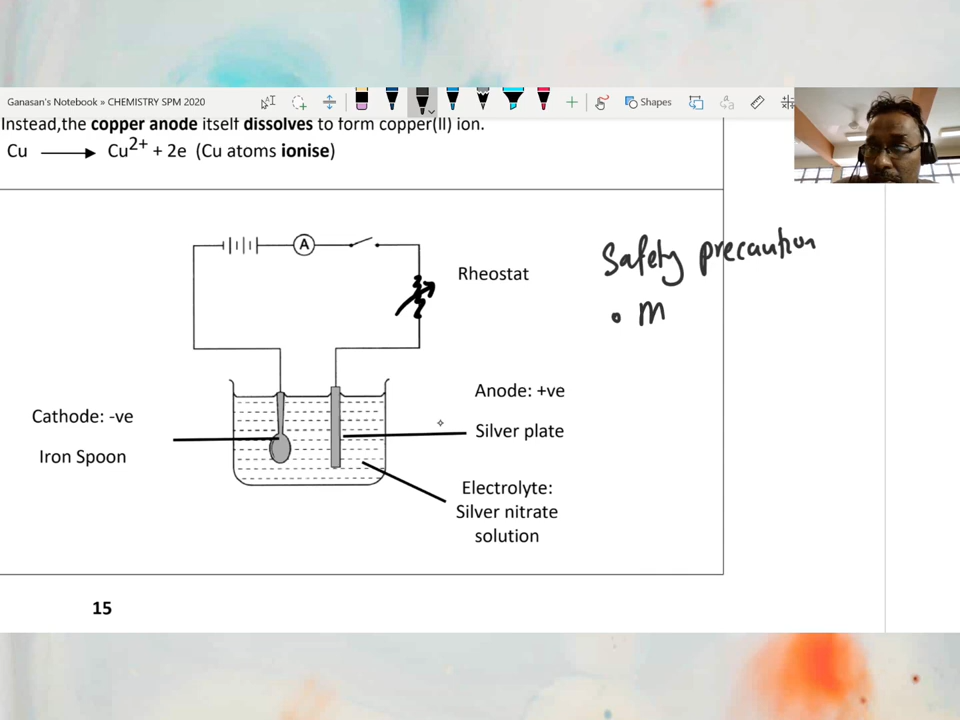 Ganasan's Notebook » CHEMISTRY SPM 2020
Shapes
Instead,the copper anode itself dissolves to form copper(II) ion.
Cu ⟶ Cu²⁺ + 2e (Cu atoms ionise)
A
Rheostat
Safety precaution
• M
Anode: +ve
Cathode: -ve
Silver plate
Iron Spoon
Electrolyte:
Silver nitrate
solution
15